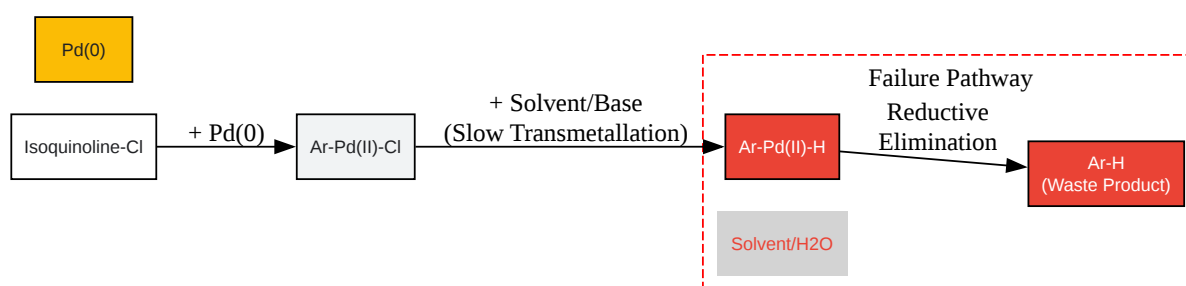 Pd(0)
Isoquinoline-Cl
+ Pd(0)
Ar-Pd(II)-Cl
+ Solvent/Base
(Slow Transmetallation)
Failure Pathway
Ar-Pd(II)-H
Reductive
Elimination
Ar-H
(Waste Product)
Solvent/H2O